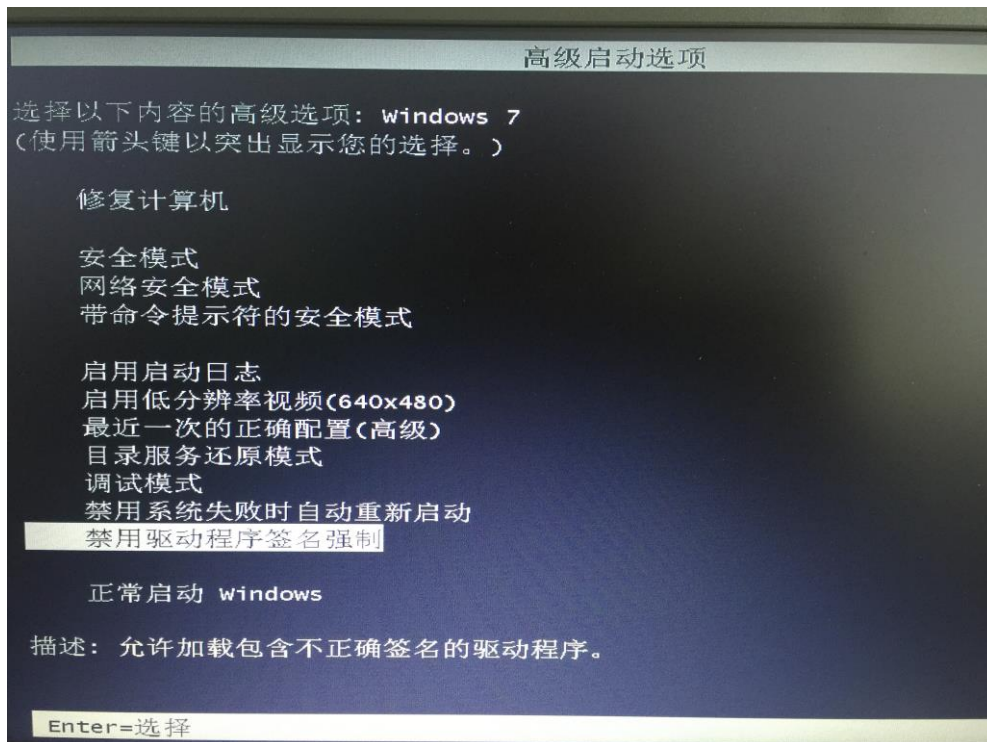 高级启动选项
选择以下内容的高级选项: Windows 7
(使用箭头键以突出显示您的选择。)
修复计算机
安全模式
网络安全模式
带命令提示符的安全模式
启用启动日志
启用低分辨率视频(640x480)
最近一次的正确配置(高级)
目录服务还原模式
调试模式
禁用系统失败时自动重新启动
禁用驱动程序签名强制
正常启动 Windows
描述: 允许加载包含不正确签名的驱动程序。
Enter=选择